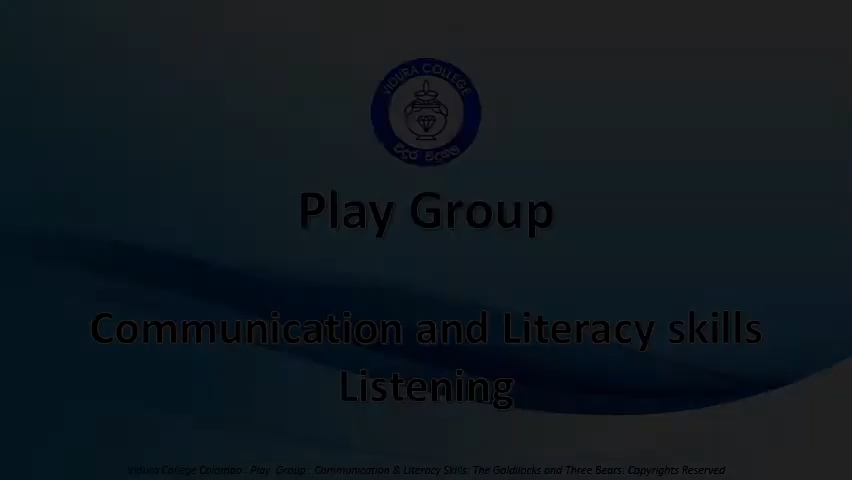 VIDURA COLLEGE
Play Group
Communication and Literacy skills
Listening
Vidura College Colombo : Play Group : Communication & Literacy Skills: The Goldilocks and Three Bears: Copyrights Reserved